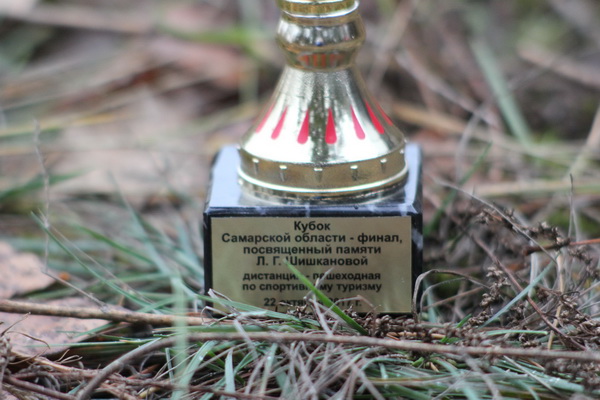 Кубок
Самарской области - финал,
посвященный памяти
Л. Г. Шишкановой
дистанция - пешеходная
по спортивному туризму
22